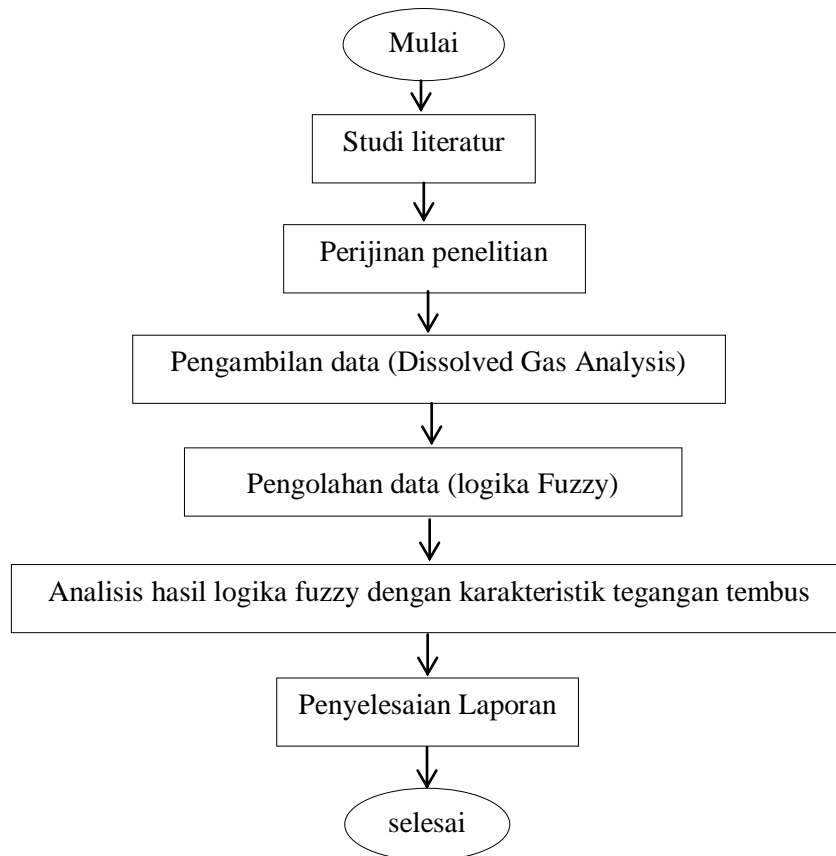 Mulai
Studi literatur
Perijinan penelitian
Pengambilan data (Dissolved Gas Analysis)
Pengolahan data (logika Fuzzy)
Analisis hasil logika fuzzy dengan karakteristik tegangan tembus
Penyelesaian Laporan
selesai